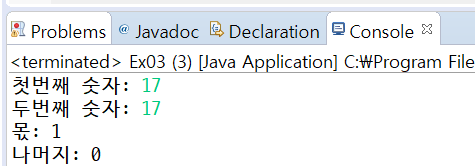 Problems @ Javadoc Declaration Console
<terminated> Ex03 (3) [Java Application] C:₩Program File
첫번째 숫자: 17
두번째 숫자: 17
몫: 1
나머지: 0